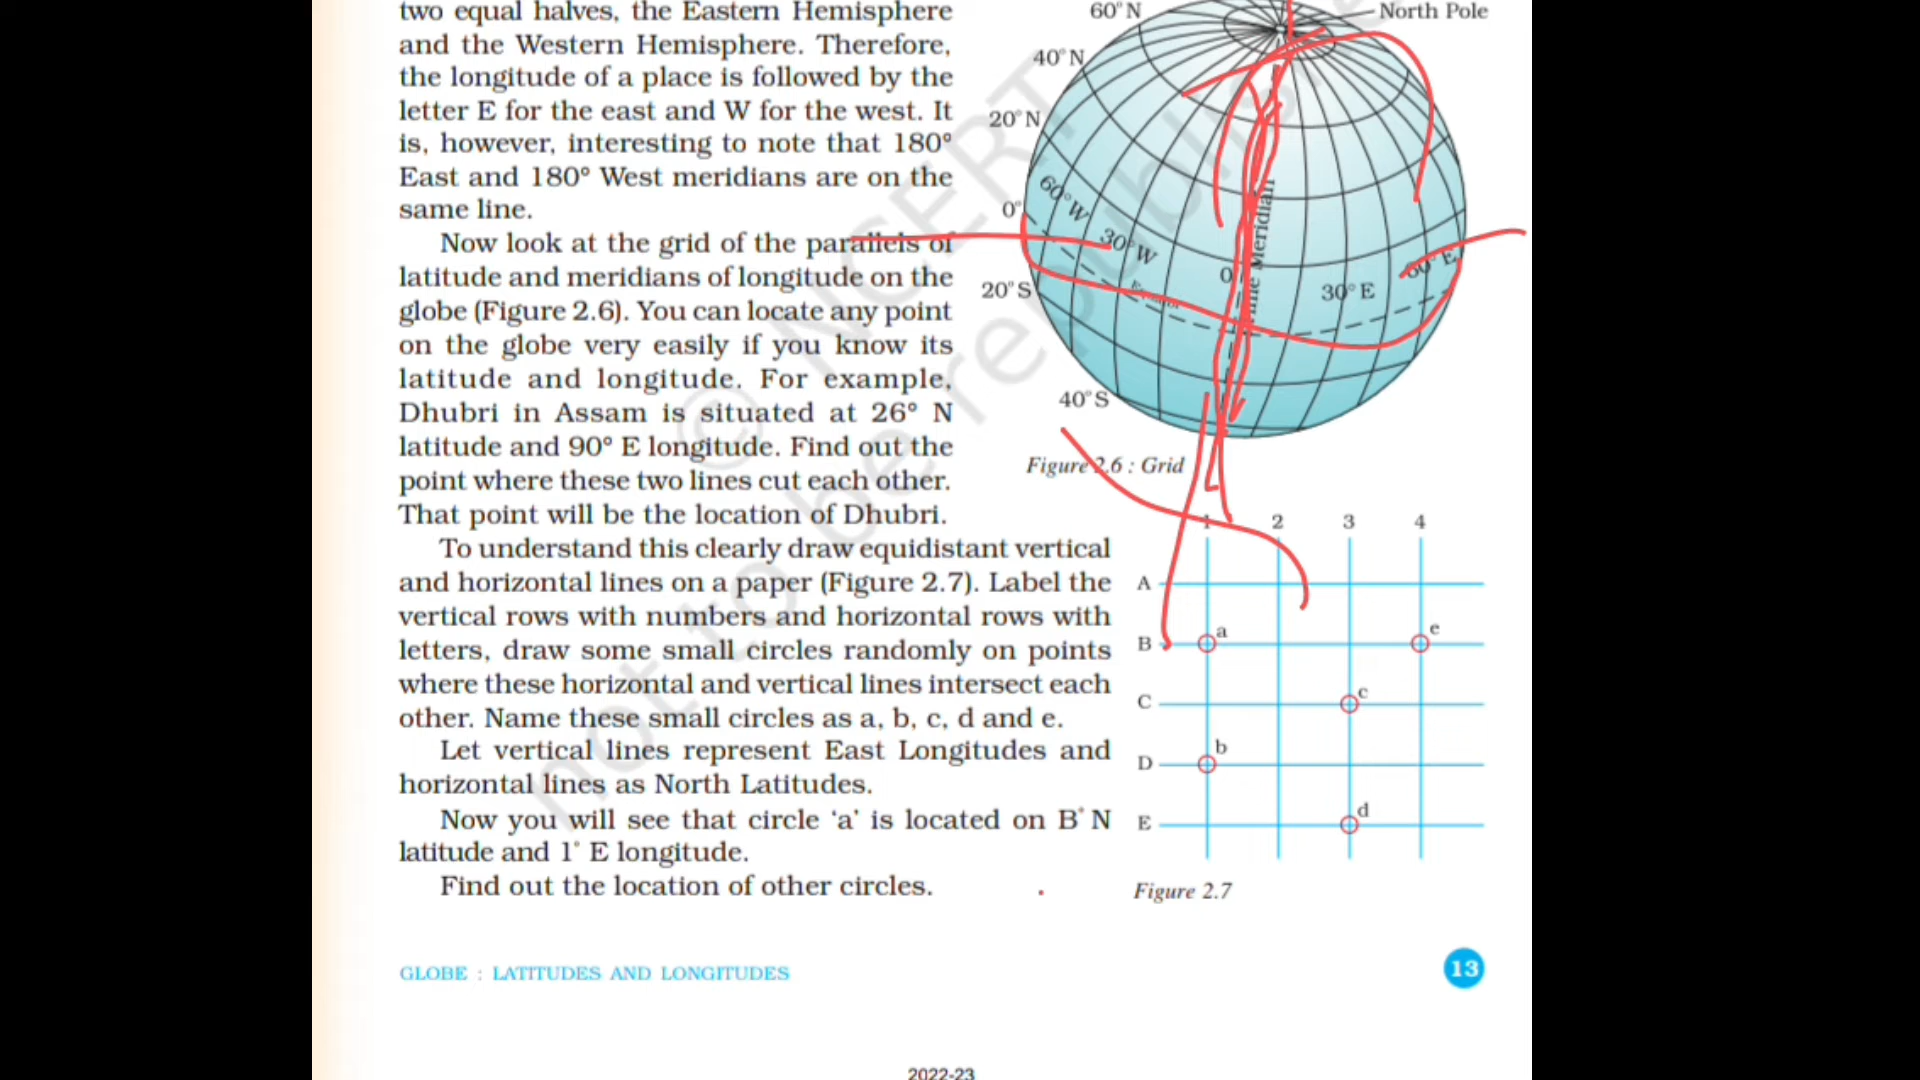 two equal halves, the Eastern Hemisphere
and the Western Hemisphere. Therefore,
the longitude of a place is followed by the
letter E for the east and W for the west. It
is, however, interesting to note that 180°
East and 180° West meridians are on the
same line.
Now look at the grid of the parallels of
latitude and meridians of longitude on the
globe (Figure 2.6). You can locate any point
on the globe very easily if you know its
latitude and longitude. For example,
Dhubri in Assam is situated at 26° N
latitude and 90° E longitude. Find out the
point where these two lines cut each other.
That point will be the location of Dhubri.
To understand this clearly draw equidistant vertical
and horizontal lines on a paper (Figure 2.7). Label the
vertical rows with numbers and horizontal rows with
letters, draw some small circles randomly on points
where these horizontal and vertical lines intersect each
other. Name these small circles as a, b, c, d and e.
Let vertical lines represent East Longitudes and
horizontal lines as North Latitudes.
Now you will see that circle ‘a’ is located on B° N
latitude and 1° E longitude.
Find out the location of other circles.
60° N
North Pole
40° N
20° N
60° W
0°
30° W
0
Meridian
60° E
20° S
30° E
40° S
Figure 2.6 : Grid
1 2 3 4
A
B a e
C c
D b
E d
Figure 2.7
GLOBE : LATITUDES AND LONGITUDES
13
2022-23
© NCERT
not to be republished